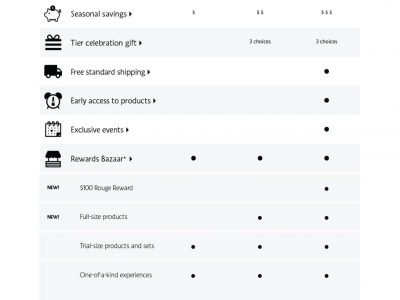 Seasonal savings $ $ $ $ $ $
Tier celebration gift 3 choices 3 choices
Free standard shipping
Early access to products
Exclusive events
Rewards Bazaar*
NEW! $100 Rouge Reward
NEW! Full-size products
Trial-size products and sets
One-of-a-kind experiences